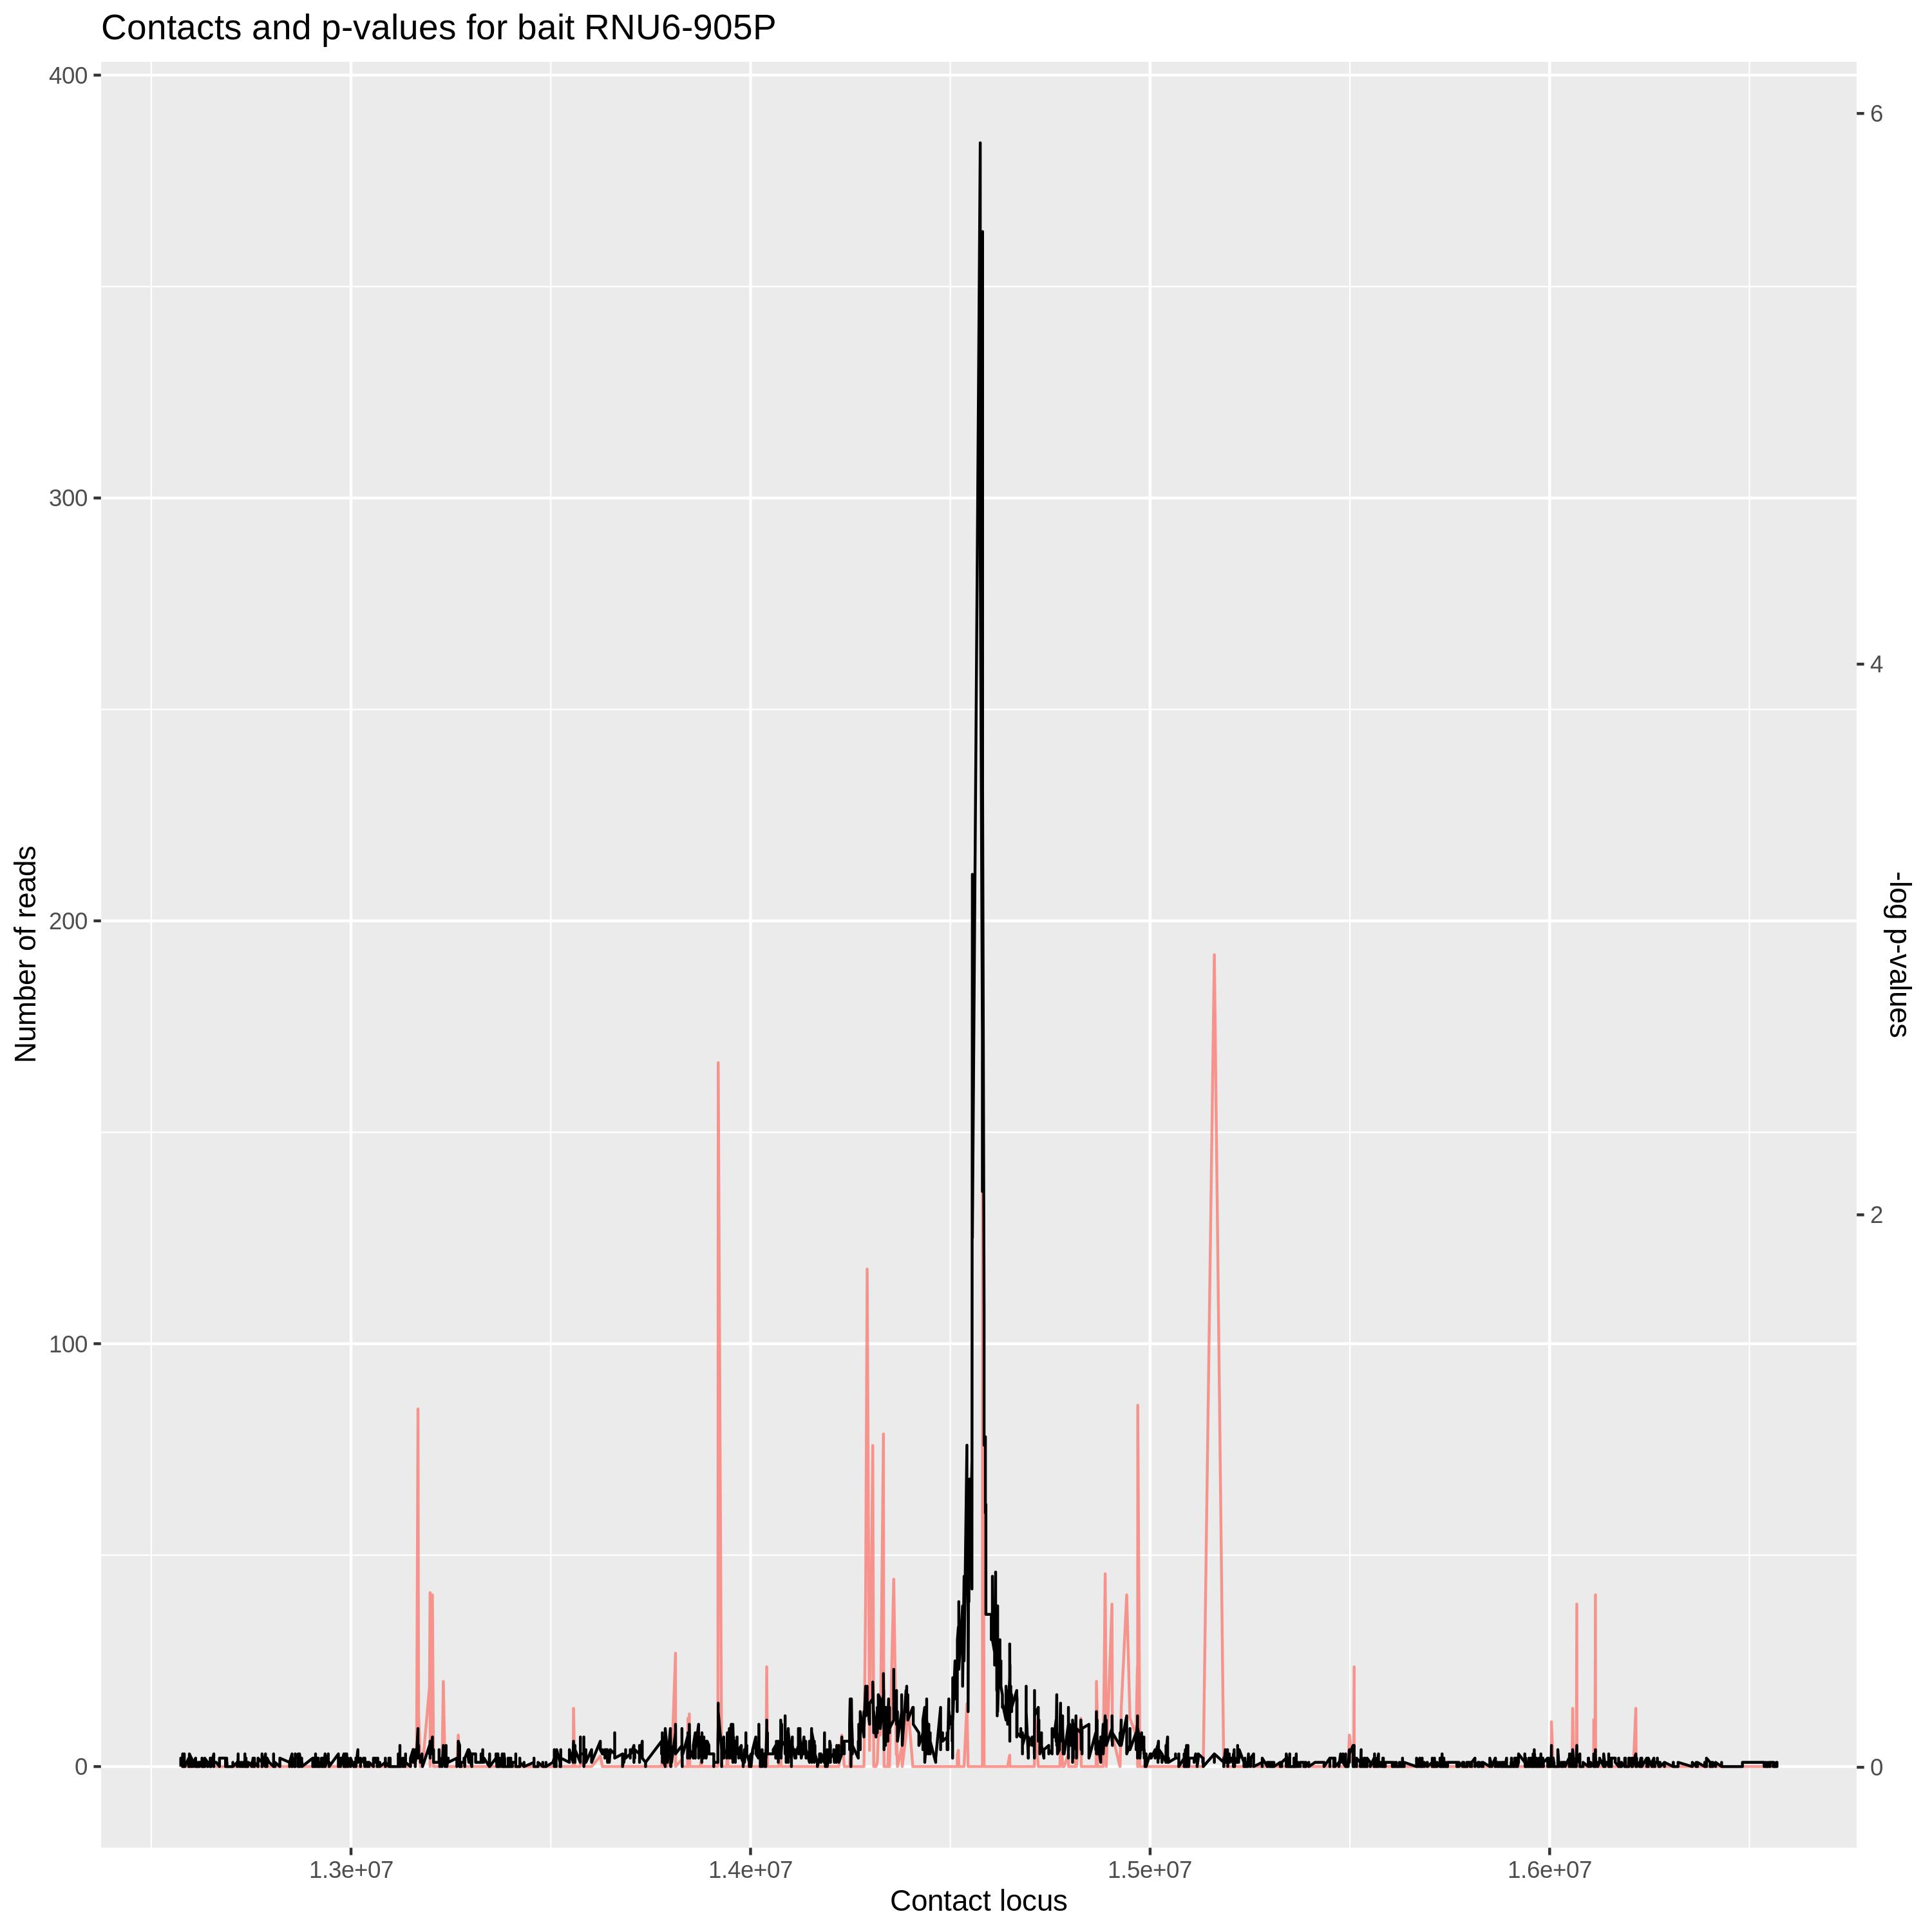 Contacts and p-values for bait RNU6-905P
400
300
200
100
0
Number of reads
6
4
2
0
-log p-values
1.3e+07
1.4e+07
1.5e+07
1.6e+07
Contact locus